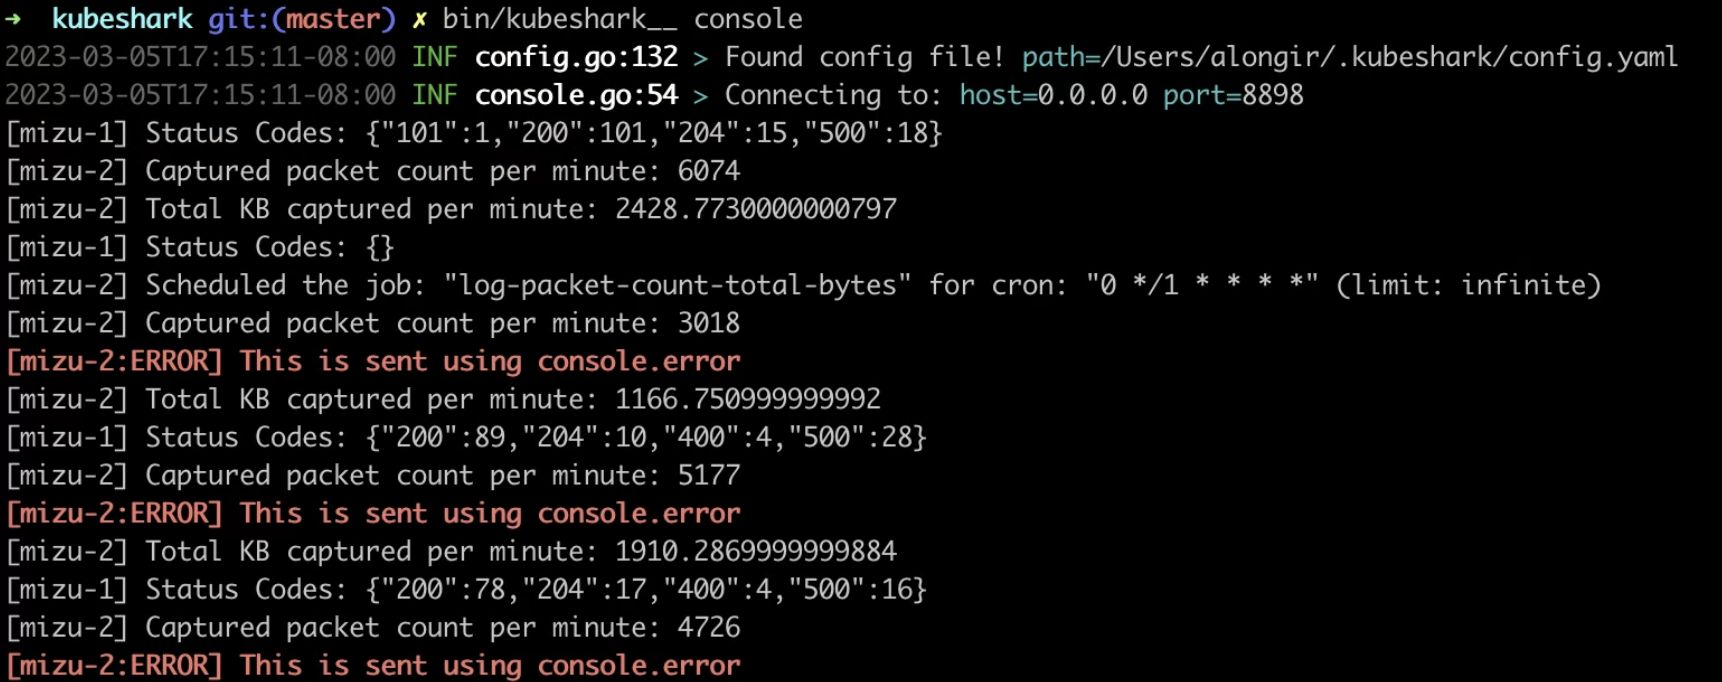 → kubeshark git:(master) ✗ bin/kubeshark__ console
2023-03-05T17:15:11-08:00 INF config.go:132 > Found config file! path=/Users/alongir/.kubeshark/config.yaml
2023-03-05T17:15:11-08:00 INF console.go:54 > Connecting to: host=0.0.0.0 port=8898
[mizu-1] Status Codes: {"101":1,"200":101,"204":15,"500":18}
[mizu-2] Captured packet count per minute: 6074
[mizu-2] Total KB captured per minute: 2428.7730000000797
[mizu-1] Status Codes: {}
[mizu-2] Scheduled the job: "log-packet-count-total-bytes" for cron: "0 */1 * * * *" (limit: infinite)
[mizu-2] Captured packet count per minute: 3018
[mizu-2:ERROR] This is sent using console.error
[mizu-2] Total KB captured per minute: 1166.750999999992
[mizu-1] Status Codes: {"200":89,"204":10,"400":4,"500":28}
[mizu-2] Captured packet count per minute: 5177
[mizu-2:ERROR] This is sent using console.error
[mizu-2] Total KB captured per minute: 1910.2869999999884
[mizu-1] Status Codes: {"200":78,"204":17,"400":4,"500":16}
[mizu-2] Captured packet count per minute: 4726
[mizu-2:ERROR] This is sent using console.error